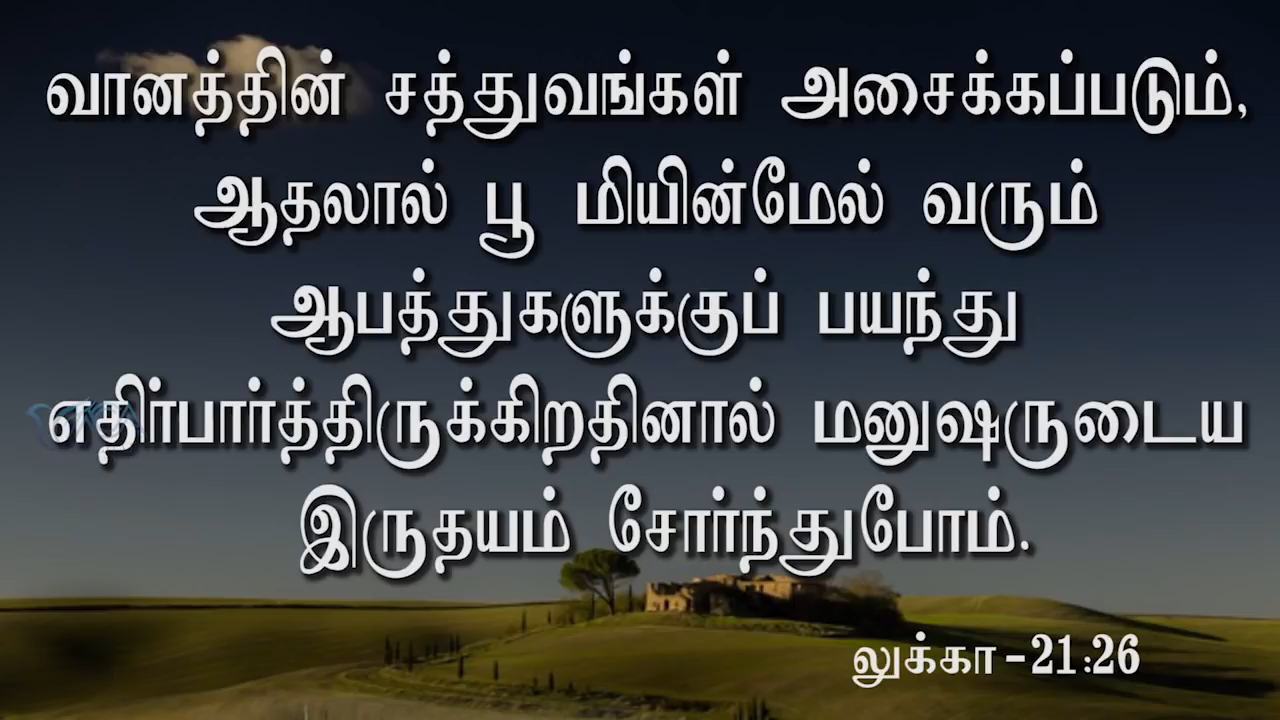 வானத்தின் சத்துவங்கள் அசைக்கப்படும்,
ஆதலால் பூ மியின்மேல் வரும்
ஆபத்துகளுக்குப் பயந்து
எதிர்பார்த்திருக்கிறதினால் மனுஷருடைய
இருதயம் சோர்ந்துபோம்.
லுக்கா - 21:26